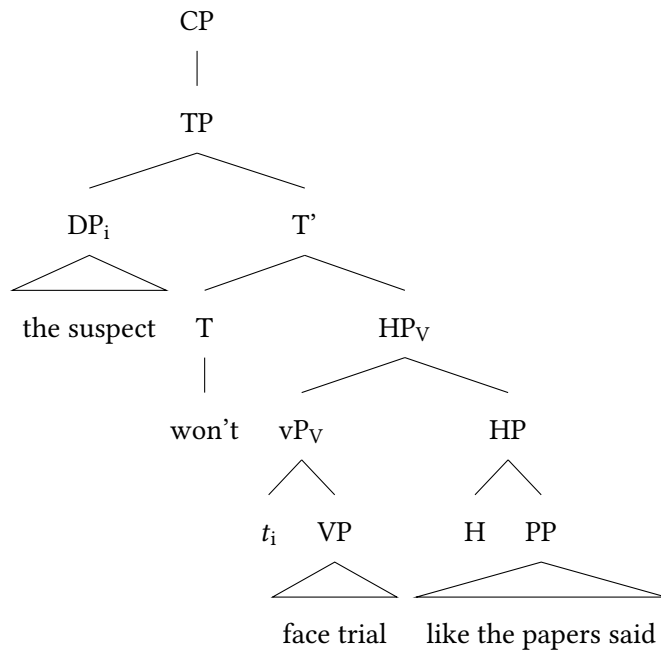 CP
TP
DPi T’
the suspect T HPV
won't vPV HP
ti VP H PP
face trial like the papers said